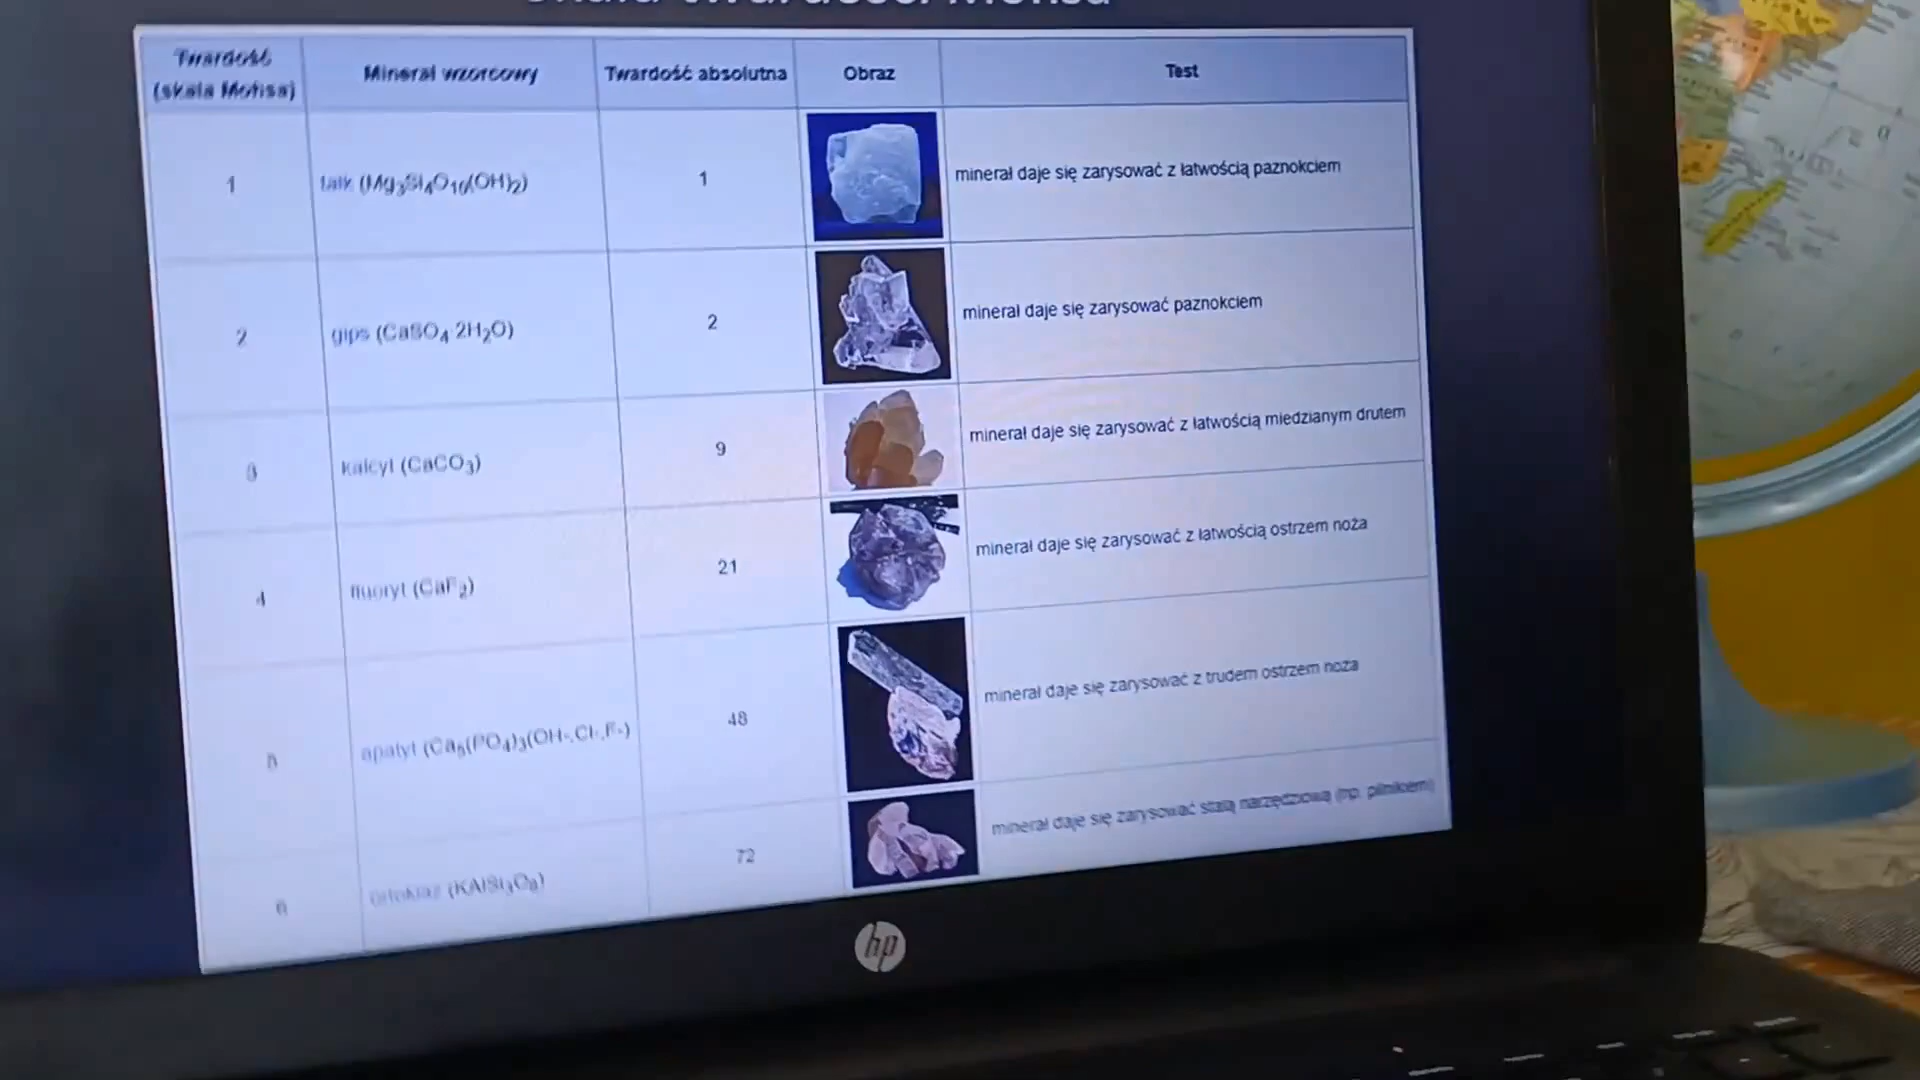 Skala twardości Mohsa
Twardość
(skala Mohsa)
Minerał wzorcowy
Twardość absolutna
Obraz
Test
1
talk (Mg₃Si₄O₁₀(OH)₂)
1
minerał daje się zarysować z łatwością paznokciem
2
gips (CaSO₄·2H₂O)
2
minerał daje się zarysować paznokciem
3
kalcyt (CaCO₃)
9
minerał daje się zarysować z łatwością miedzianym drutem
4
fluoryt (CaF₂)
21
minerał daje się zarysować z łatwością ostrzem noża
5
apatyt (Ca₅(PO₄)₃(OH-,Cl-,F-)
48
minerał daje się zarysować z trudem ostrzem noża
6
ortoklaz (KAlSi₃O₈)
72
minerał daje się zarysować stalą narzędziową (np. pilnikiem)
hp